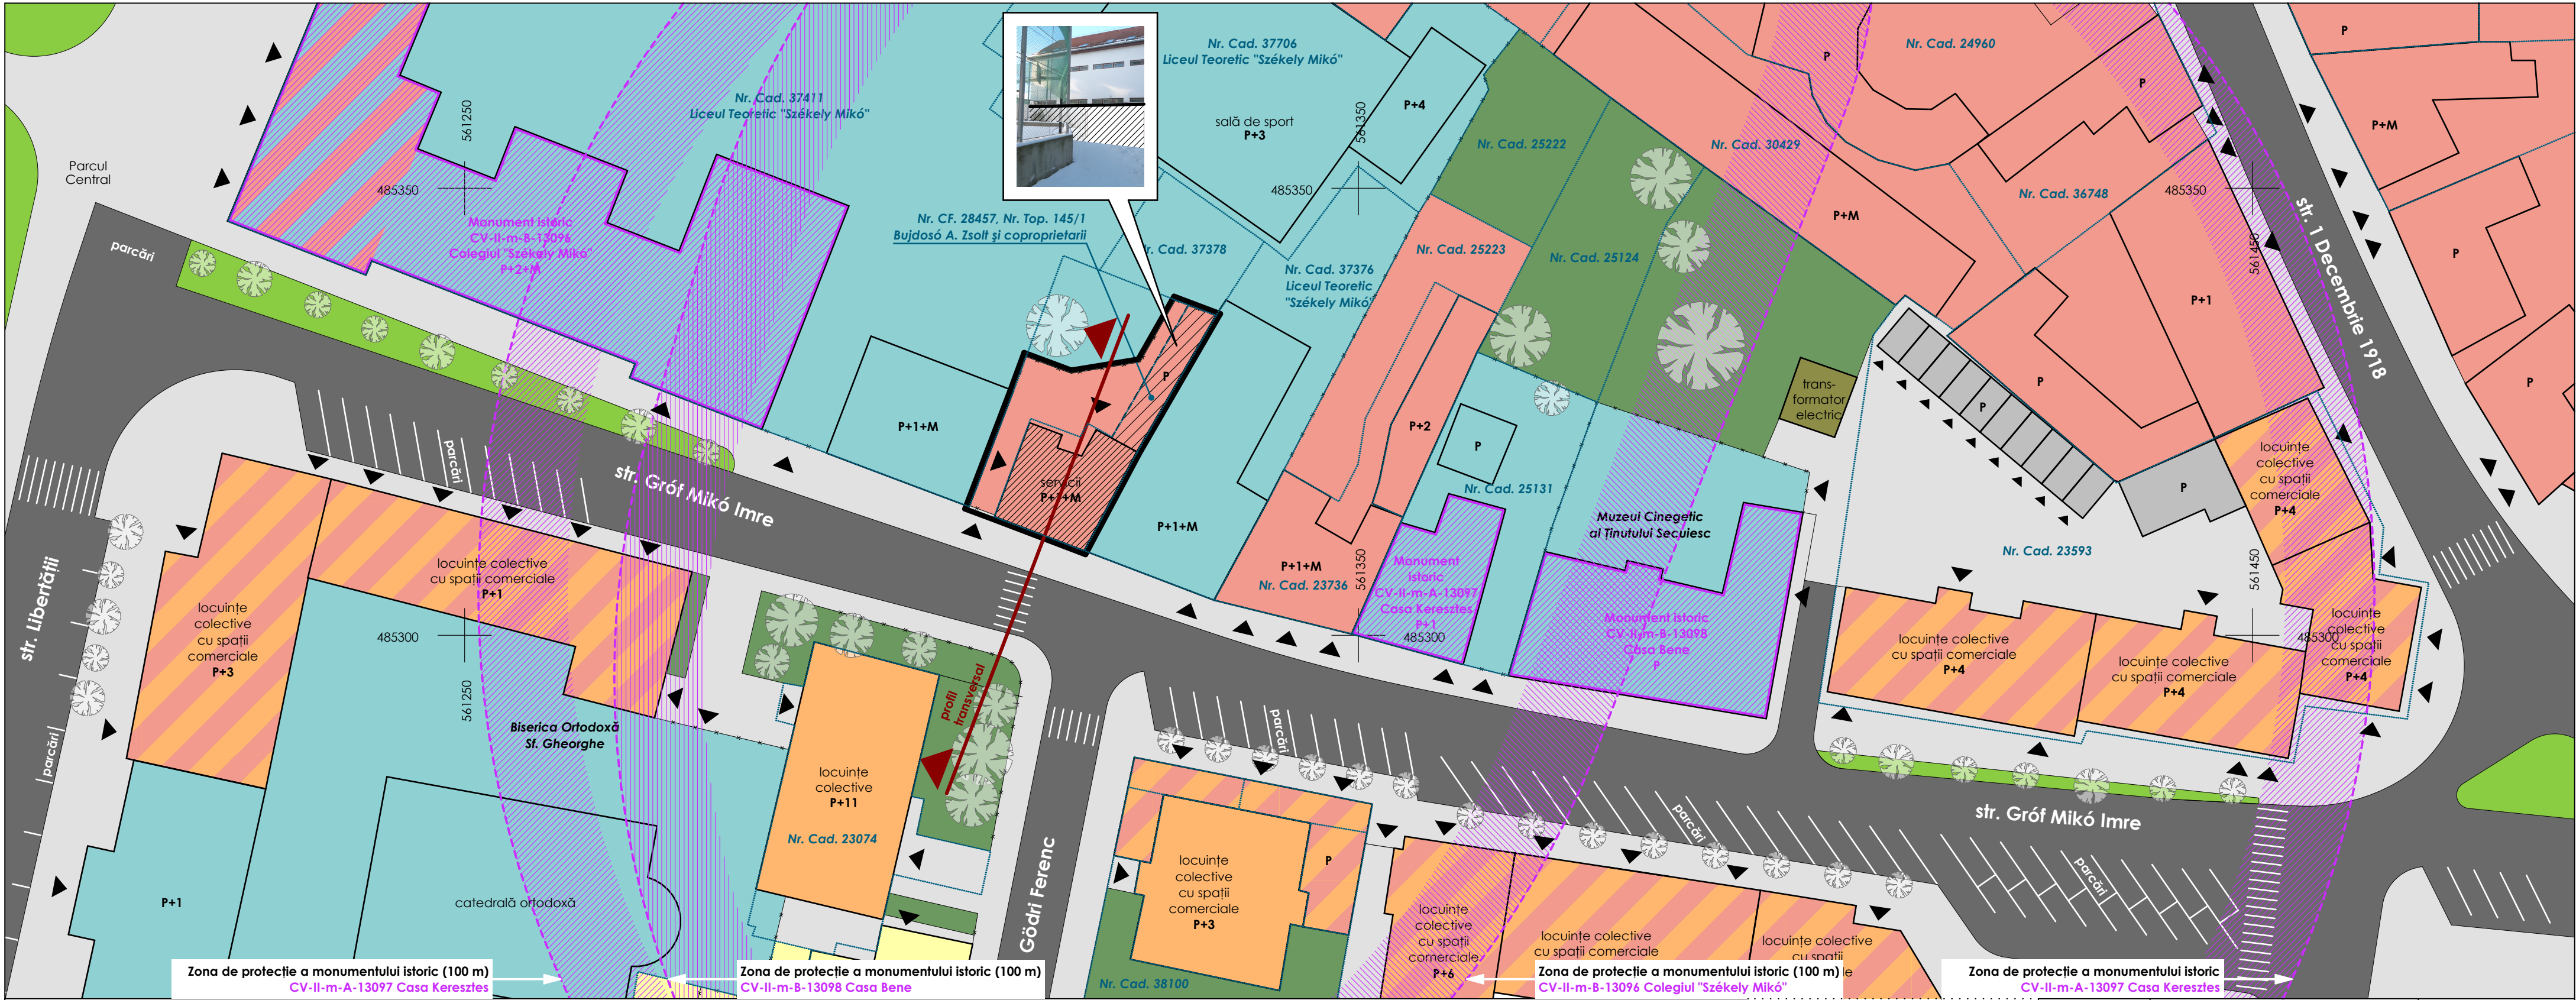 Nr. Cad. 37706
Liceul Teoretic "Székely Mikó"
Nr. Cad. 24960
P
P
P
Nr. Cad. 37411
Liceul Teoretic "Székely Mikó"
561250
485350
sală de sport
P+3
P+4
561350
485350
Nr. Cad. 25222
Nr. Cad. 30429
P+M
Parcul
Central
Nr. Cad. 36748
485350
561450
P+M
str. 1 Decembrie 1918
Monument istoric
CV-II-m-B-13096
Colegiul "Székely Mikó"
P+2+M
parcări
Nr. CF. 28457, Nr. Top. 145/1
Bujdosó A. Zsolt și coproprietarii
Nr. Cad. 37378
Nr. Cad. 37376
Liceul Teoretic
"Székely Mikó"
Nr. Cad. 25223
Nr. Cad. 25124
P
P+1
P
P
P
trans-
formator
electric
P
P+1+M
P+2
P
servicii
P+1+M
P+1+M
parcări
str. Gróf Mikó Imre
Nr. Cad. 25131
Muzeul Cinegetic
al Ținutului Secuiesc
P
locuințe
colective
cu spații
comerciale
P+4
Nr. Cad. 23593
P+1+M
Nr. Cad. 23736
561350
Monument
istoric
CV-II-m-A-13097
Casa Keresztes
P+1
485300
Monument istoric
CV-II-m-B-13098
Casa Bene
P
561450
485300
str. Libertății
locuințe
colective
cu spații
comerciale
P+3
locuințe colective
cu spații comerciale
P+1
485300
561250
locuințe colective
cu spații comerciale
P+4
locuințe colective
cu spații comerciale
P+4
locuințe
colective
cu spații
comerciale
P+4
parcări
Biserica Ortodoxă
Sf. Gheorghe
profil
transversal
locuințe
colective
P+11
Nr. Cad. 23074
parcări
parcări
parcări
str. Gróf Mikó Imre
P+1
catedrală ortodoxă
Gödri Ferenc
locuințe
colective
cu spații
comerciale
P+3
P
Nr. Cad. 38100
locuințe
colective
cu spații
comerciale
P+6
locuințe colective
cu spații comerciale
locuințe colective
Zona de protecție a monumentului istoric (100 m)
CV-II-m-A-13097 Casa Keresztes
Zona de protecție a monumentului istoric (100 m)
CV-II-m-B-13098 Casa Bene
Zona de protecție a monumentului istoric (100 m)
CV-II-m-B-13096 Colegiul "Székely Mikó"
Zona de protecție a monumentului istoric
CV-II-m-A-13097 Casa Keresztes